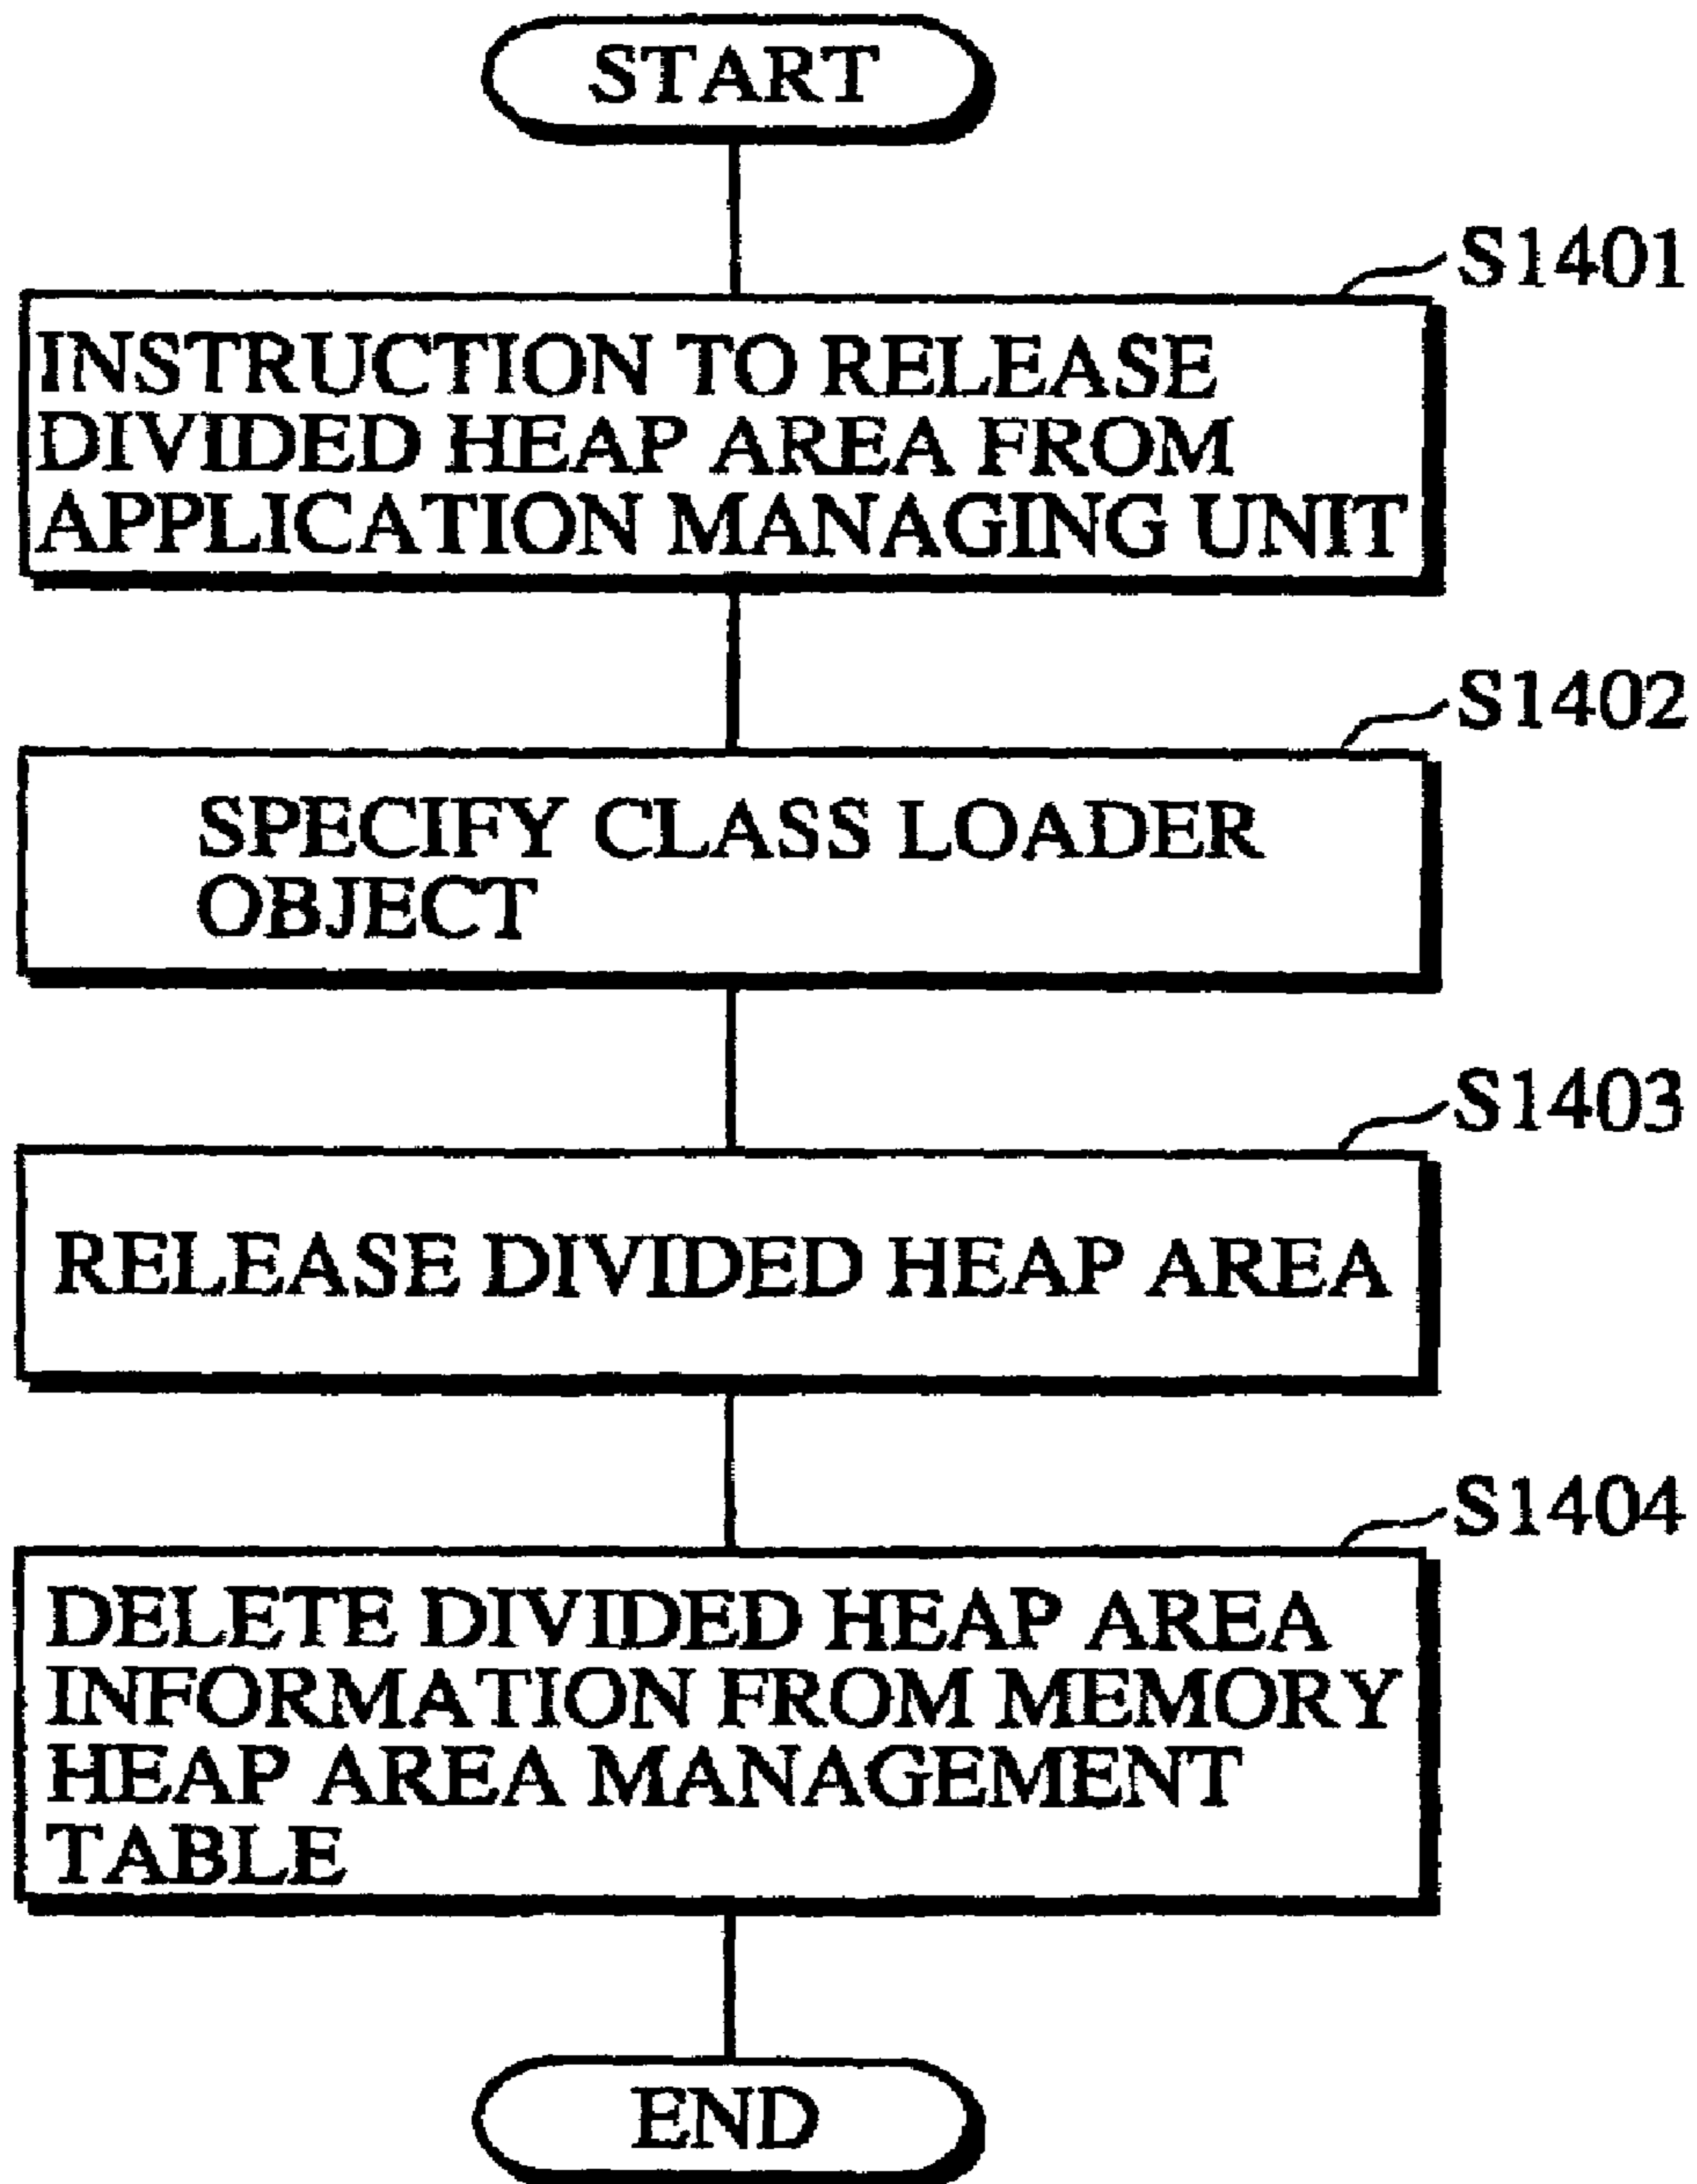 START
S1401
INSTRUCTION TO RELEASE
DIVIDED HEAP AREA FROM
APPLICATION MANAGING UNIT
S1402
SPECIFY CLASS LOADER
OBJECT
S1403
RELEASE DIVIDED HEAP AREA
S1404
DELETE DIVIDED HEAP AREA
INFORMATION FROM MEMORY
HEAP AREA MANAGEMENT
TABLE
END